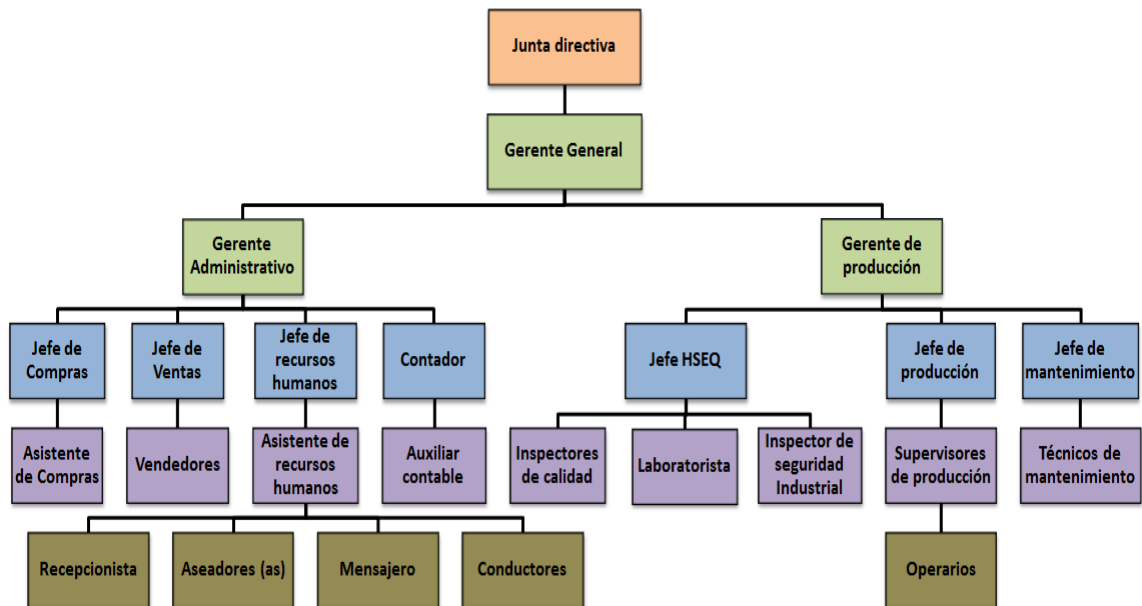 Junta directiva
Gerente General
Gerente
Administrativo
Gerente de
producción
Jefe de
Compras
Jefe de
Ventas
Jefe de
recursos
humanos
Contador
Jefe HSEQ
Jefe de
producción
Jefe de
mantenimiento
Asistente
de Compras
Vendedores
Asistente de
recursos
humanos
Auxiliar
contable
Inspectores
de calidad
Laboratorista
Inspector de
seguridad
Industrial
Supervisores
de producción
Técnicos de
mantenimiento
Recepcionista
Aseadores (as)
Mensajero
Conductores
Operarios